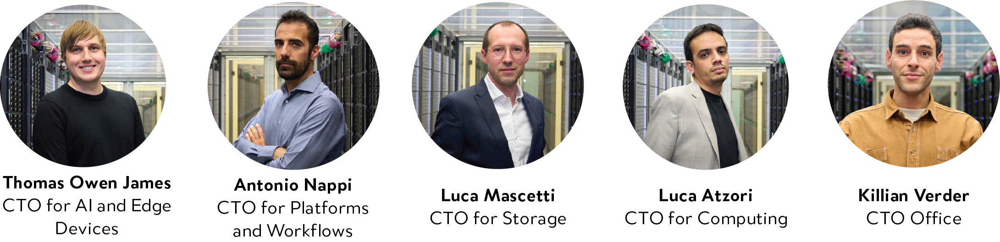 Thomas Owen James
CTO for AI and Edge
Devices
Antonio Nappi
CTO for Platforms
and Workflows
Luca Mascetti
CTO for Storage
Luca Atzori
CTO for Computing
Killian Verder
CTO Office